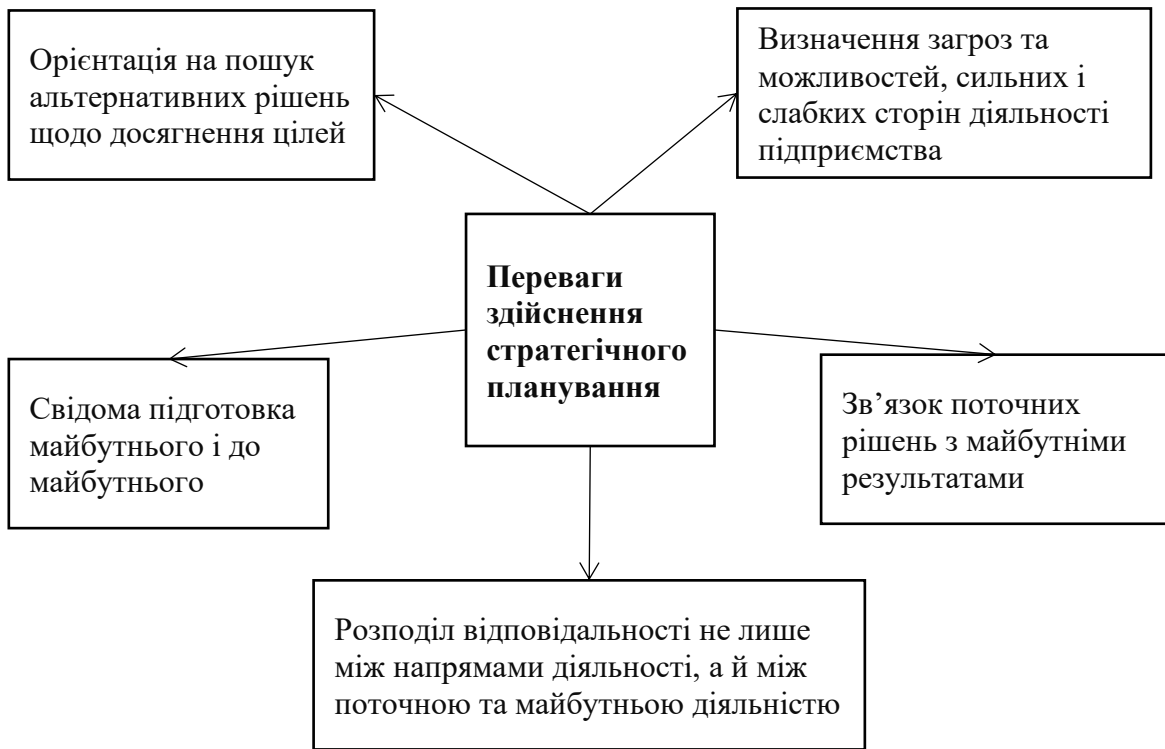 Орієнтація на пошук
альтернативних рішень
щодо досягнення цілей
Визначення загроз та
можливостей, сильних і
слабких сторін діяльності
підприємства
Переваги
здійснення
стратегічного
планування
Свідома підготовка
майбутнього і до
майбутнього
Зв’язок поточних
рішень з майбутніми
результатами
Розподіл відповідальності не лише
між напрямами діяльності, а й між
поточною та майбутньою діяльністю